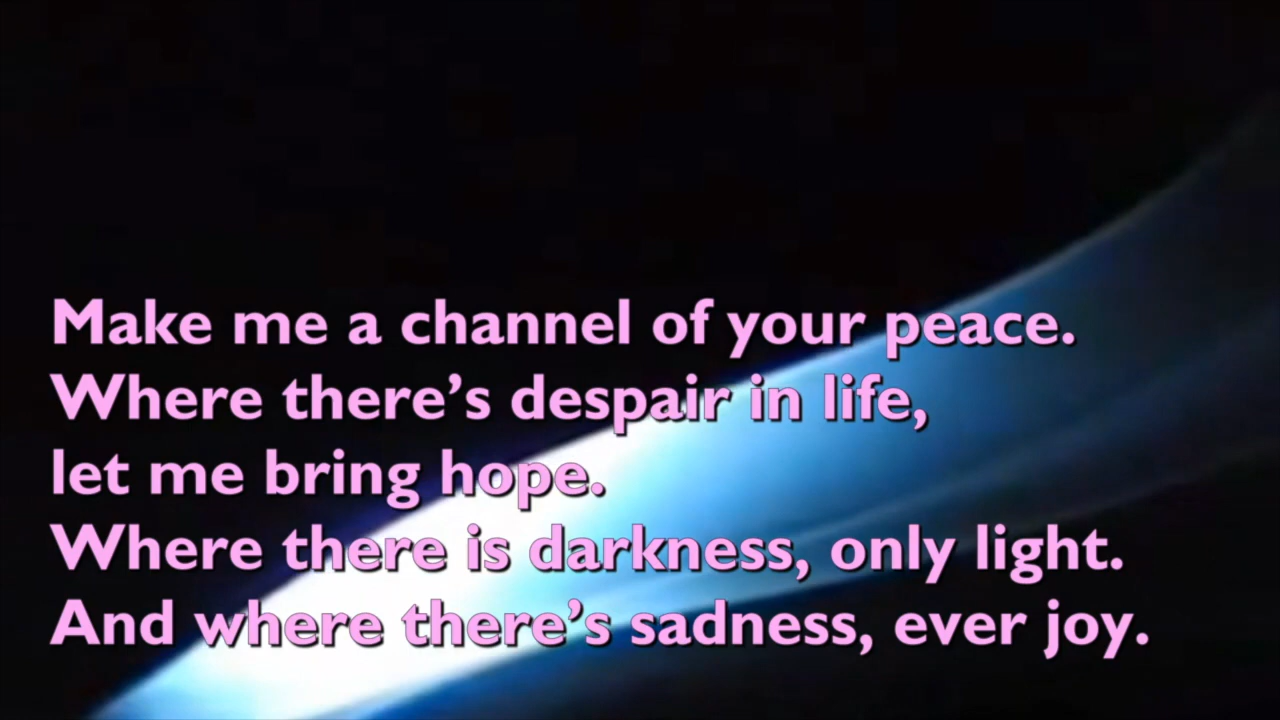 Make me a channel of your peace.
Where there’s despair in life,
let me bring hope.
Where there is darkness, only light.
And where there’s sadness, ever joy.